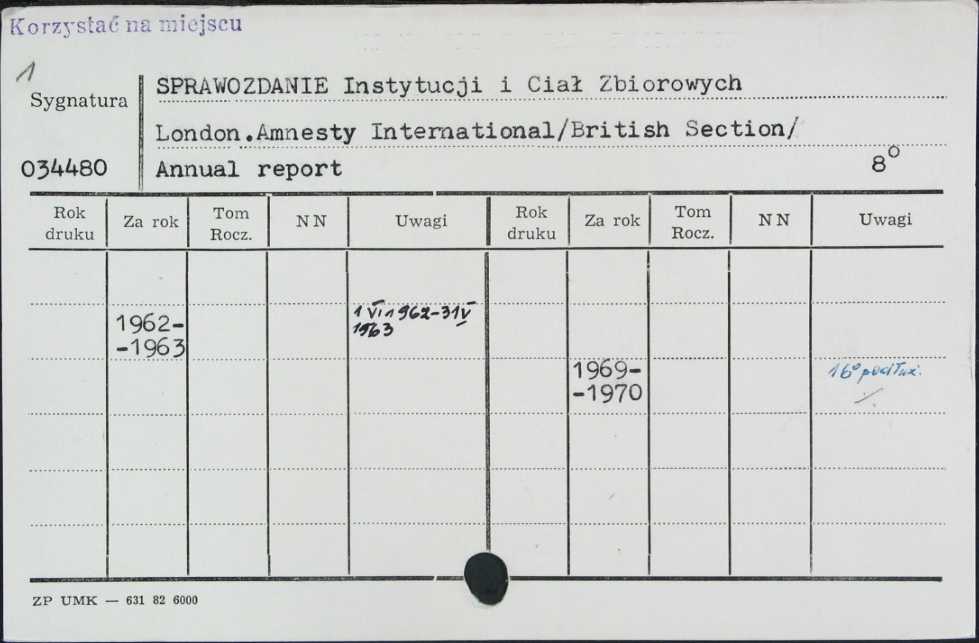 Korzystać na miejscu
1
Sygnatura
034480
SPRAWOZDANIE Instytucji i Ciał Zbiorowych
London.Amnesty International/British Section/
Annual report
8°
Rok druku Za rok Tom Rocz. NN Uwagi Rok druku Za rok Tom Rocz. NN Uwagi
1962-
-1963
1 VI 1962-31 V
1963
1969-
-1970
16° podłuż.
ZP UMK — 631 82 6000